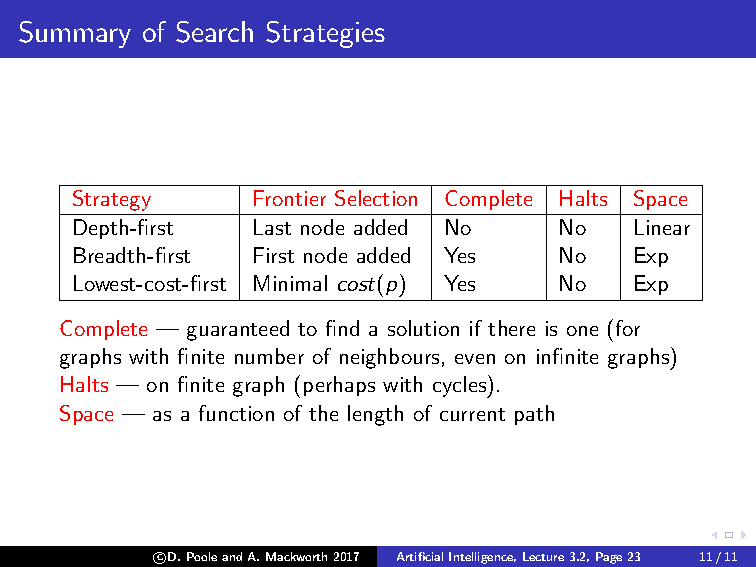 Summary of Search Strategies
Strategy Frontier Selection Complete Halts Space
Depth-first Last node added No No Linear
Breadth-first First node added Yes No Exp
Lowest-cost-first Minimal cost(p) Yes No Exp
Complete — guaranteed to find a solution if there is one (for
graphs with finite number of neighbours, even on infinite graphs)
Halts — on finite graph (perhaps with cycles).
Space — as a function of the length of current path
©D. Poole and A. Mackworth 2017 Artificial Intelligence, Lecture 3.2, Page 23 11 / 11